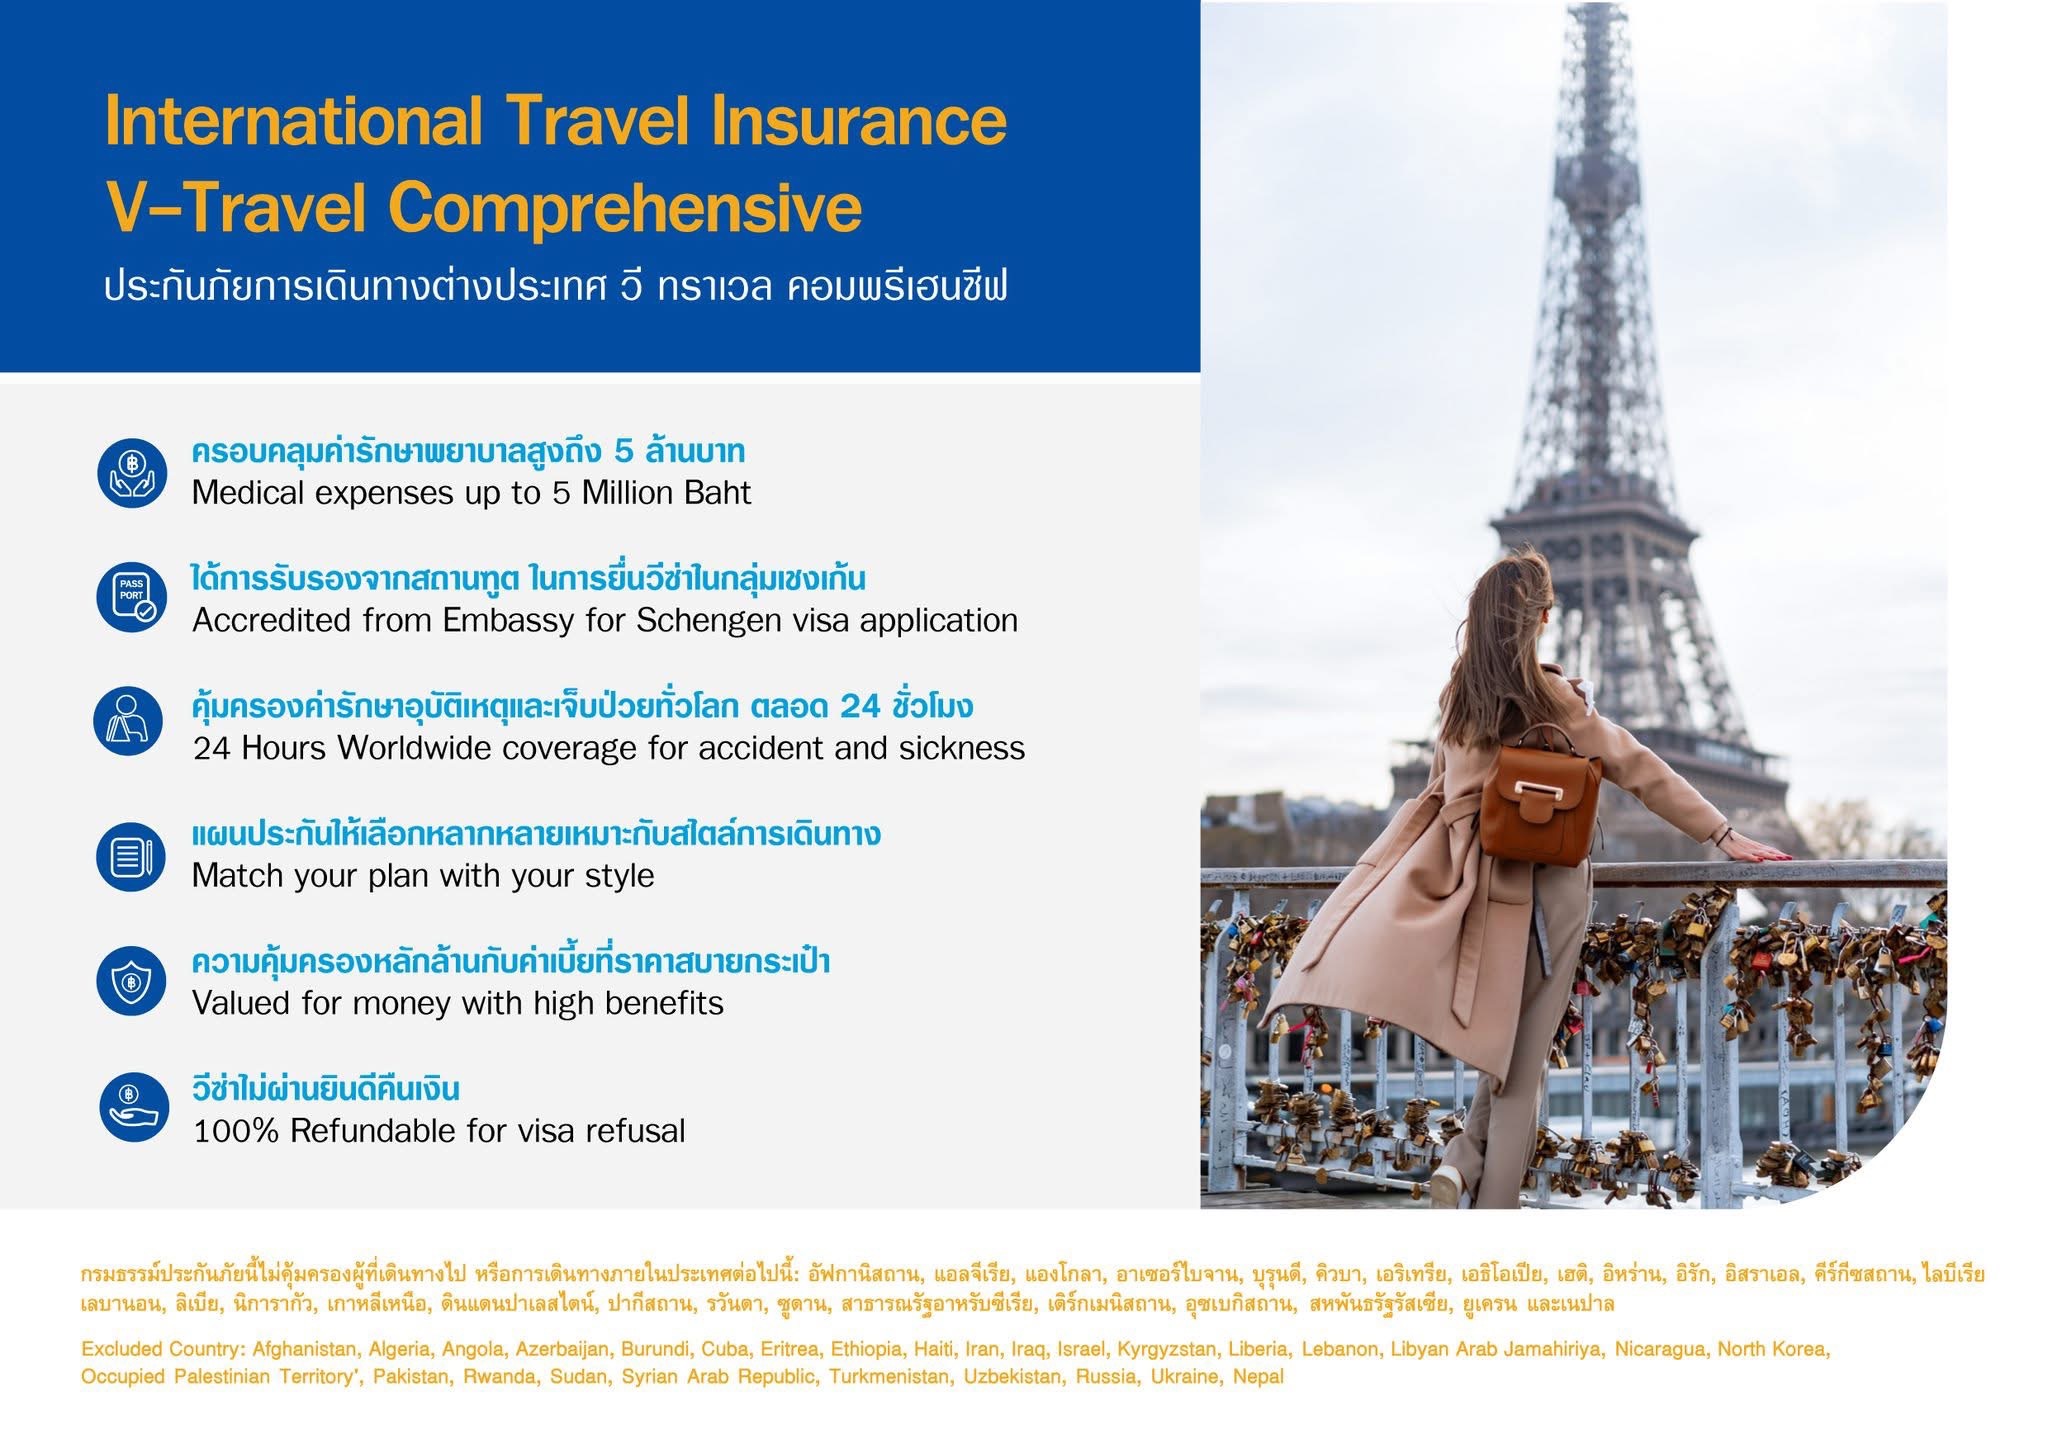 International Travel Insurance
V-Travel Comprehensive
ประกันภัยการเดินทางต่างประเทศ วี ทราเวล คอมพรีเฮนซีฟ
ครอบคลุมค่ารักษาพยาบาลสูงถึง 5 ล้านบาท
Medical expenses up to 5 Million Baht
PASS
PORT
ได้การรับรองจากสถานทูต ในการยื่นวีซ่าในกลุ่มเชงเก้น
Accredited from Embassy for Schengen visa application
คุ้มครองค่ารักษาอุบัติเหตุและเจ็บป่วยทั่วโลก ตลอด 24 ชั่วโมง
24 Hours Worldwide coverage for accident and sickness
แผนประกันให้เลือกหลากหลายเหมาะกับสไตล์การเดินทาง
Match your plan with your style
ความคุ้มครองหลักล้านกับค่าเบี้ยที่ราคาสบายกระเป๋า
Valued for money with high benefits
วีซ่าไม่ผ่านยินดีคืนเงิน
100% Refundable for visa refusal
กรมธรรม์ประกันภัยนี้ไม่คุ้มครองผู้ที่เดินทางไป หรือการเดินทางภายในประเทศต่อไปนี้: อัฟกานิสถาน, แอลจีเรีย, แองโกลา, อาเซอร์ไบจาน, บุรุนดี, คิวบา, เอริเทรีย, เอธิโอเปีย, เฮติ, อิหร่าน, อิรัก, อิสราเอล, คีร์กีซสถาน, ไลบีเรีย
เลบานอน, ลิเบีย, นิการากัว, เกาหลีเหนือ, ดินแดนปาเลสไตน์, ปากีสถาน, รวันดา, ซูดาน, สาธารณรัฐอาหรับซีเรีย, เติร์กเมนิสถาน, อุซเบกิสถาน, สหพันธรัฐรัสเซีย, ยูเครน และเนปาล
Excluded Country: Afghanistan, Algeria, Angola, Azerbaijan, Burundi, Cuba, Eritrea, Ethiopia, Haiti, Iran, Iraq, Israel, Kyrgyzstan, Liberia, Lebanon, Libyan Arab Jamahiriya, Nicaragua, North Korea,
Occupied Palestinian Territory', Pakistan, Rwanda, Sudan, Syrian Arab Republic, Turkmenistan, Uzbekistan, Russia, Ukraine, Nepal